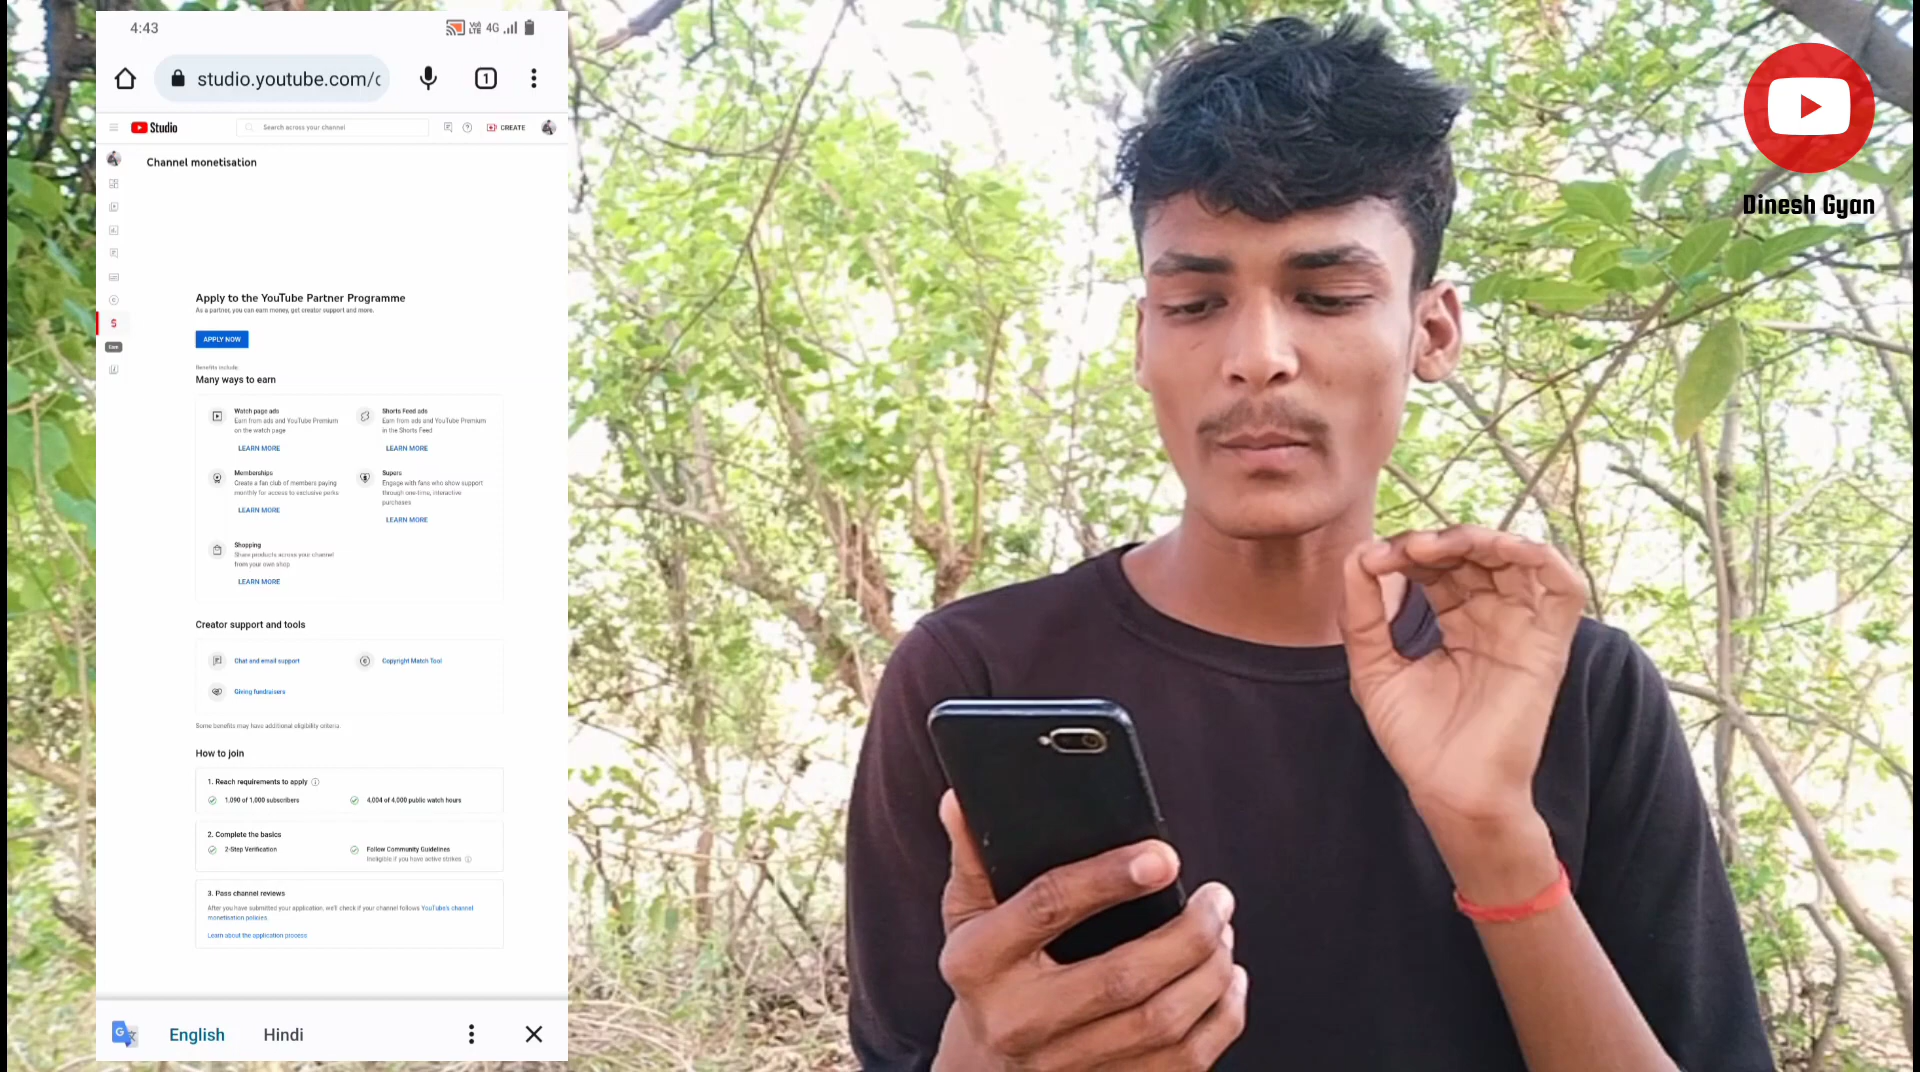 4:43
4G
studio.youtube.com/c
1
Studio
Search across your channel
CREATE
Channel monetisation
Apply to the YouTube Partner Programme
As a partner, you can earn money, get creator support and more.
APPLY NOW
Benefits include:
Many ways to earn
Watch page ads
Earn from ads and YouTube Premium
on the watch page
LEARN MORE
Shorts Feed ads
Earn from ads and YouTube Premium
in the Shorts Feed
LEARN MORE
Memberships
Create a fan club of members paying
monthly for access to exclusive perks
LEARN MORE
Supers
Engage with fans who show support
through one-time, interactive
purchases
LEARN MORE
Shopping
Share products across your channel
from your own shop
LEARN MORE
Creator support and tools
Chat and email support
Copyright Match Tool
Giving fundraisers
Some benefits may have additional eligibility criteria.
How to join
1. Reach requirements to apply
1,090 of 1,000 subscribers
4,004 of 4,000 public watch hours
2. Complete the basics
2-Step Verification
Follow Community Guidelines
Ineligible if you have active strikes
3. Pass channel reviews
After you have submitted your application, we'll check if your channel follows YouTube's channel
monetisation policies.
Learn about the application process
English
Hindi
Dinesh Gyan